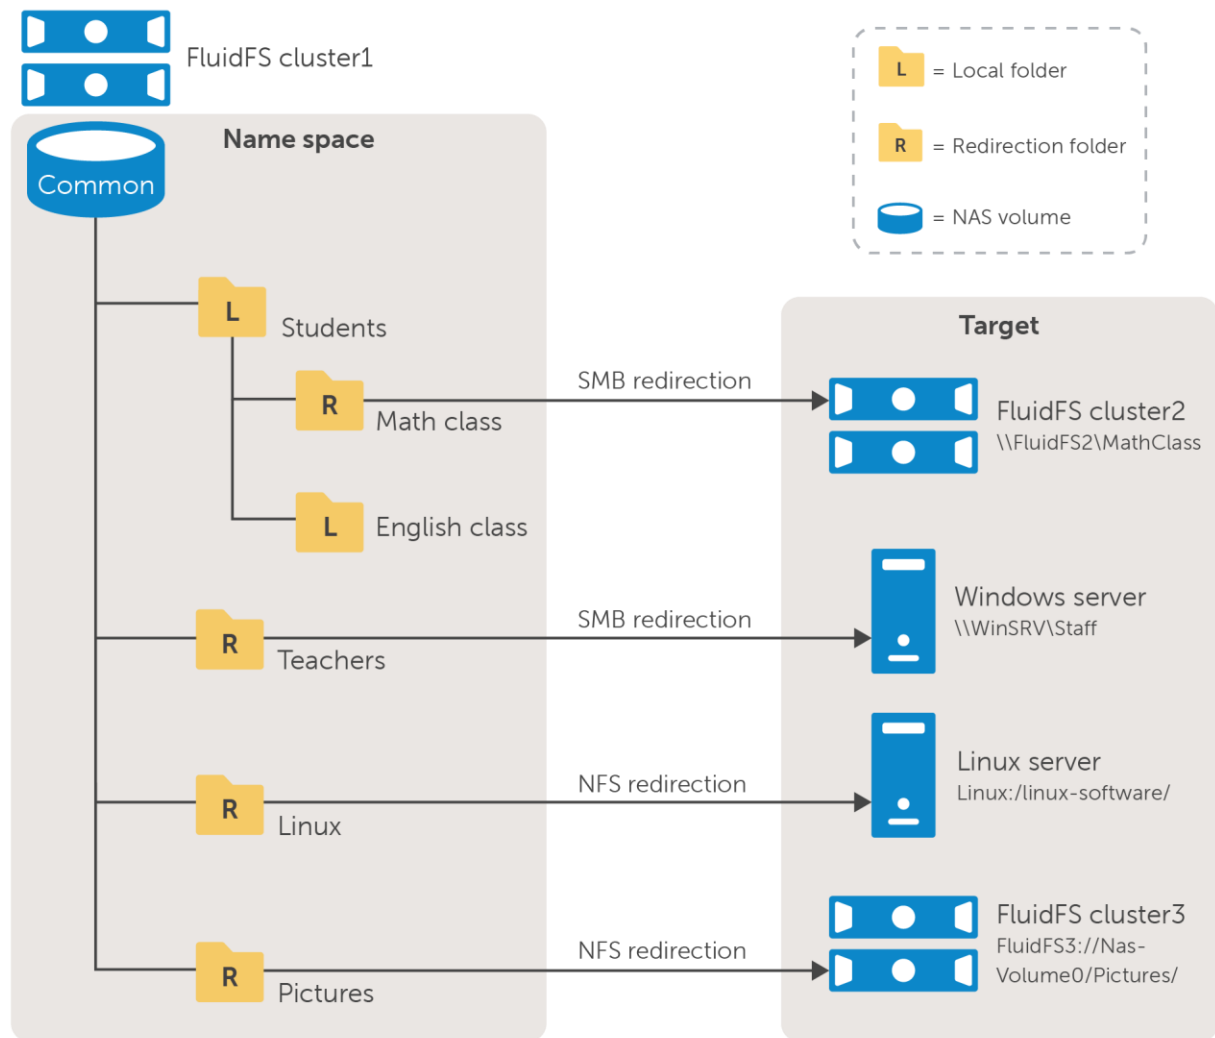 FluidFS cluster1
Name space
Common
L
Students
R
Math class
L
English class
R
Teachers
R
Linux
R
Pictures
SMB redirection
SMB redirection
NFS redirection
NFS redirection
L = Local folder
R = Redirection folder
= NAS volume
Target
FluidFS cluster2
\\FluidFS2\MathClass
Windows server
\\WinSRV\Staff
Linux server
Linux:/linux-software/
FluidFS cluster3
FluidFS3://Nas-
Volume0/Pictures/